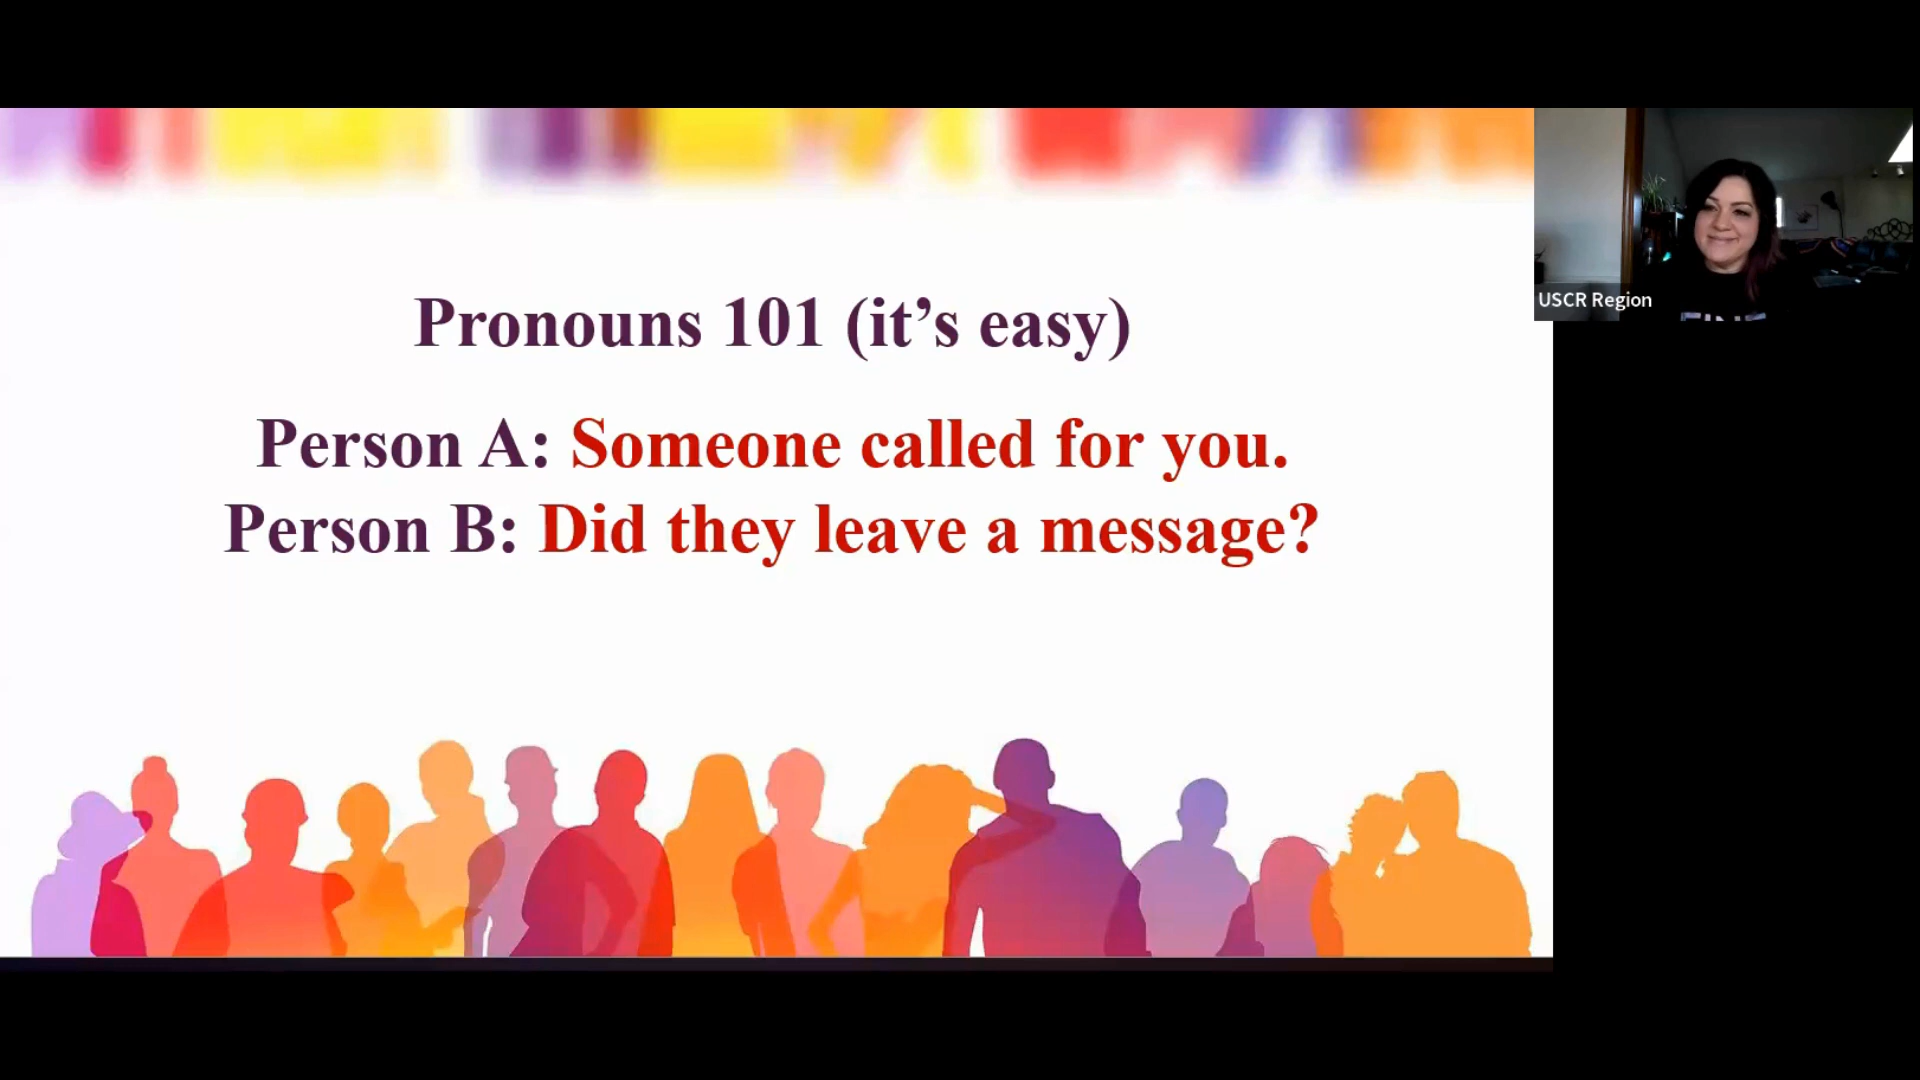 Pronouns 101 (it’s easy)
Person A: Someone called for you.
Person B: Did they leave a message?
USCR Region